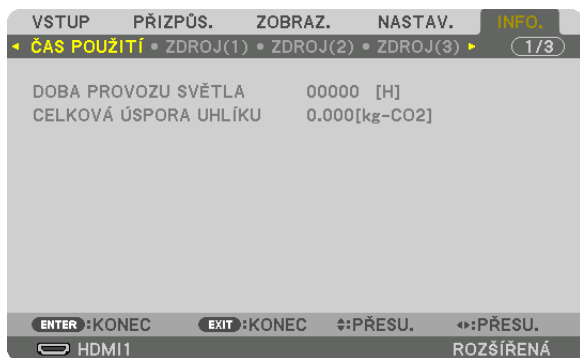 VSTUP PŘIZPŮS. ZOBRAZ. NASTAV. INFO.
◄ ČAS POUŽITÍ • ZDROJ(1) • ZDROJ(2) • ZDROJ(3) ► 1/3
DOBA PROVOZU SVĚTLA 00000 [H]
CELKOVÁ ÚSPORA UHLÍKU 0.000[kg-CO2]
ENTER :KONEC EXIT :KONEC ♦:PŘESU. ◄►:PŘESU.
HDMI1 ROZŠÍŘENÁ